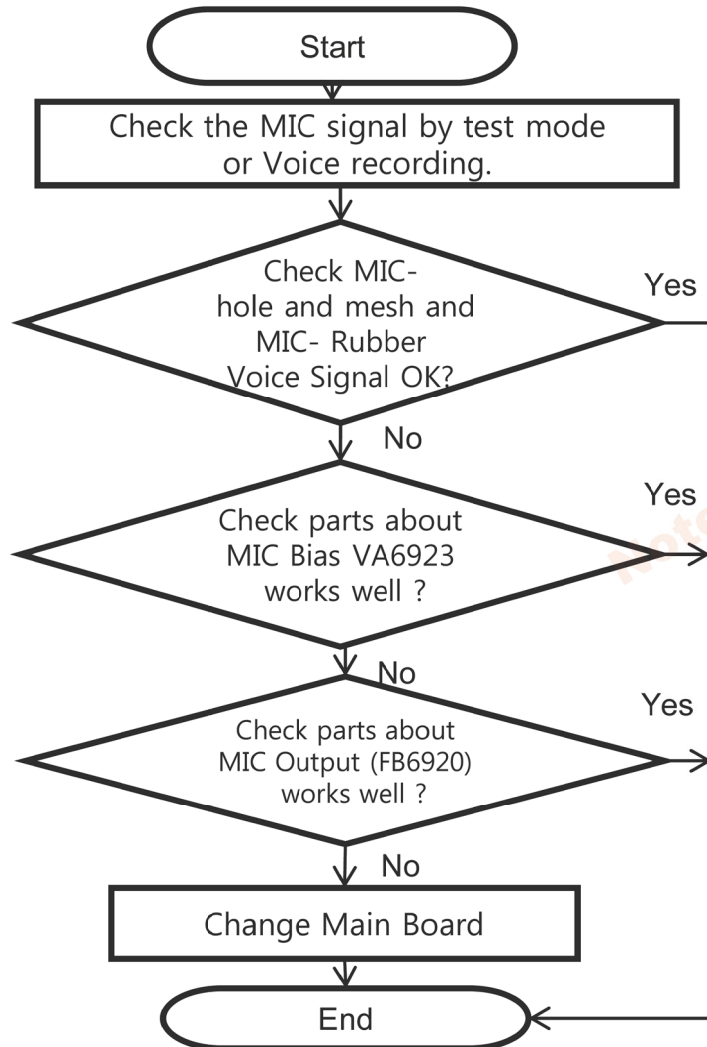 Start
Check the MIC signal by test mode
or Voice recording.
Check MIC-
hole and mesh and
MIC- Rubber
Voice Signal OK?
Yes
No
Check parts about
MIC Bias VA6923
works well ?
Yes
No
Check parts about
MIC Output (FB6920)
works well ?
Yes
No
Change Main Board
End
Note